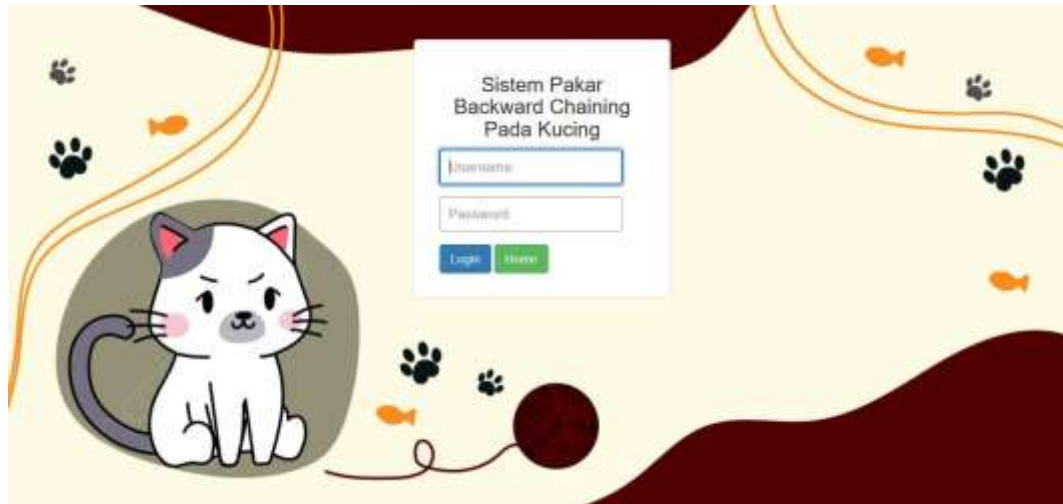 Sistem Pakar
Backward Chaining
Pada Kucing
Username
Password
Login Home